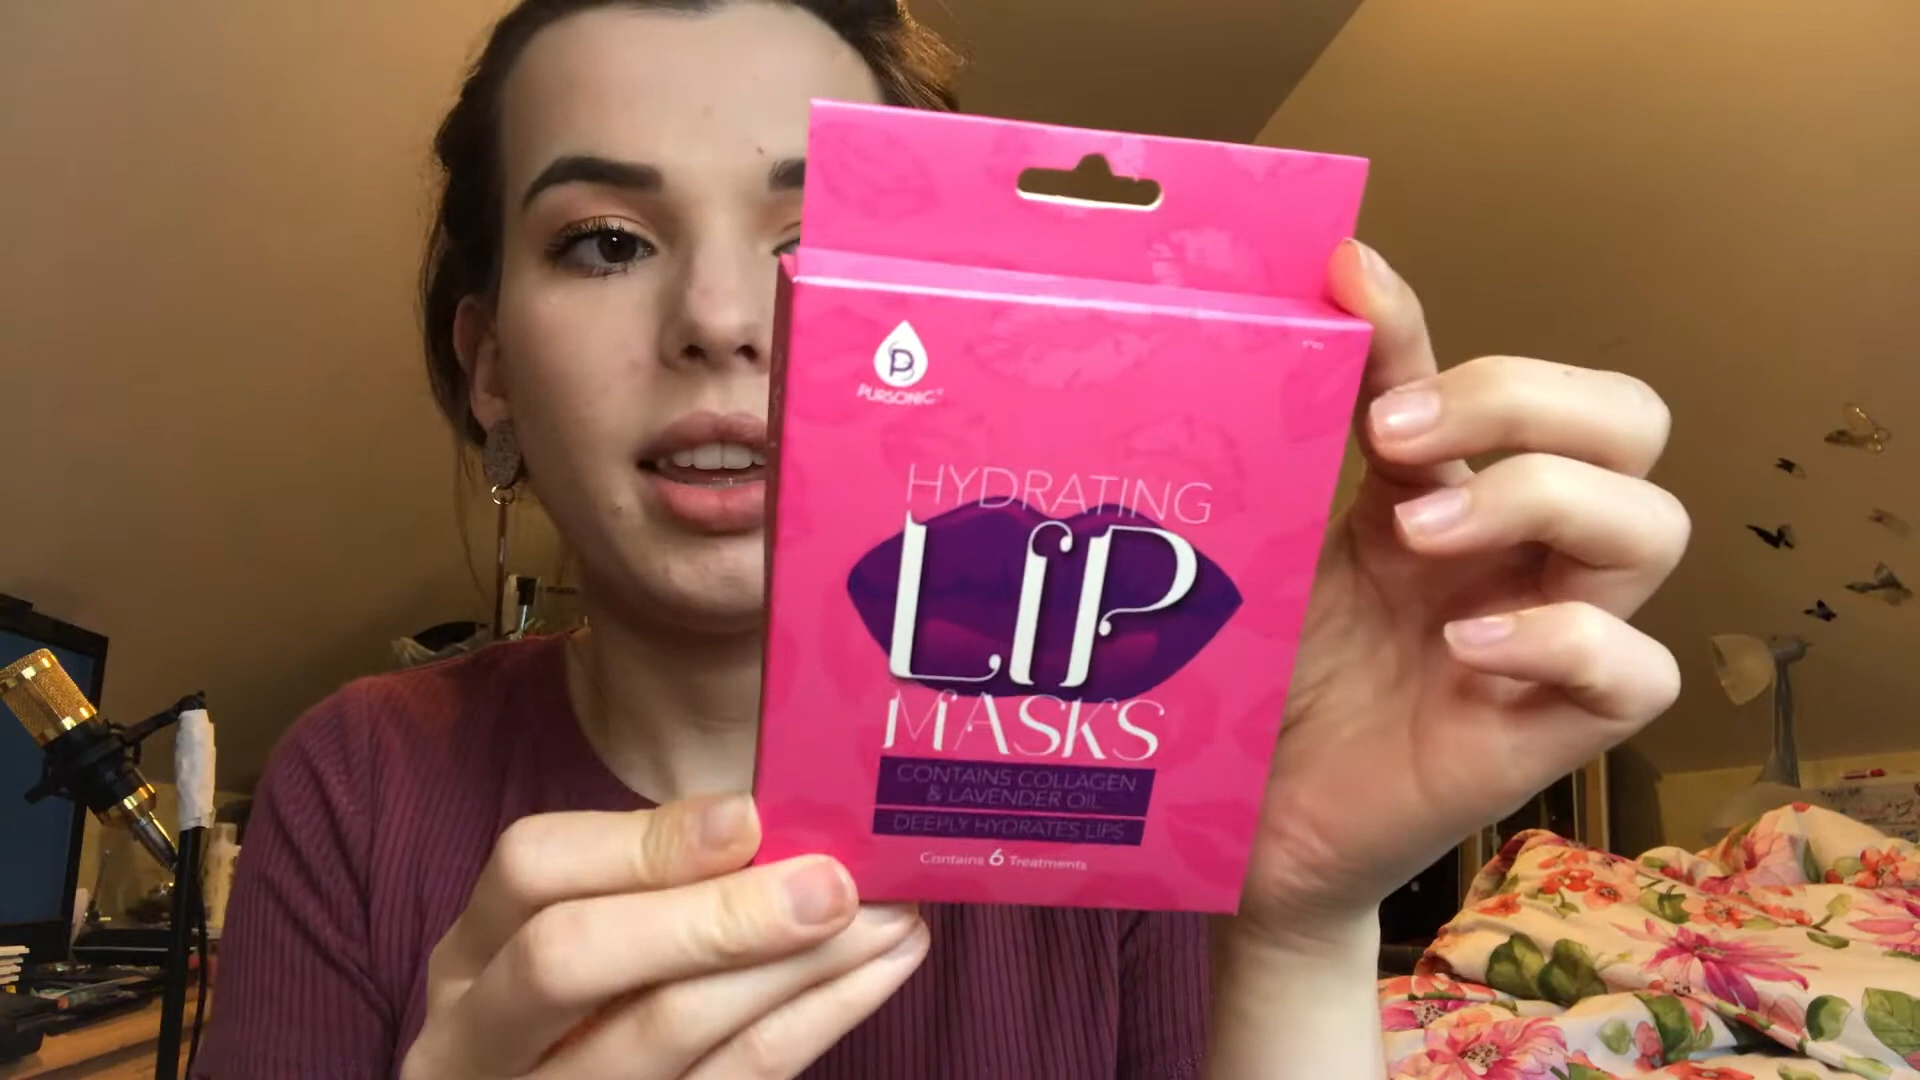 PURSONIC
HYDRATING
LIP
MASKS
CONTAINS COLLAGEN
& LAVENDER OIL
DEEPLY HYDRATES LIPS
Contains 6 Treatments